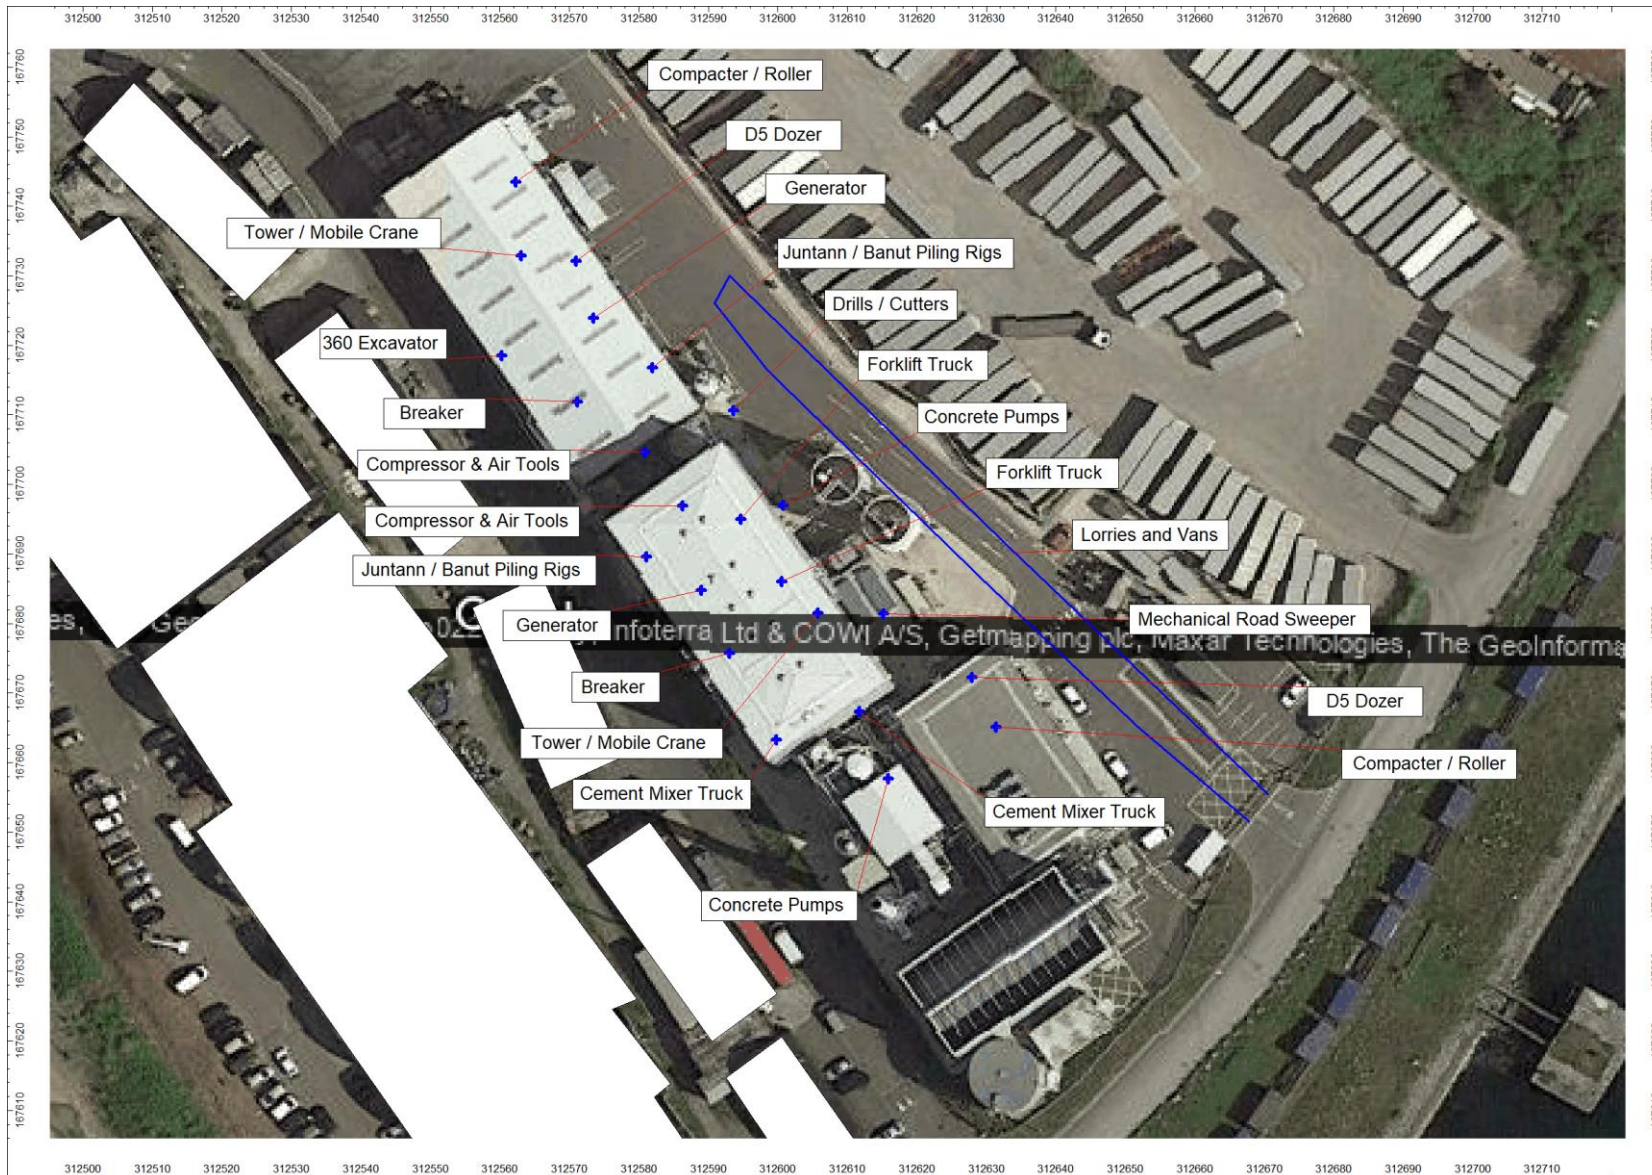 312500 312510 312520 312530 312540 312550 312560 312570 312580 312590 312600 312610 312620 312630 312640 312650 312660 312670 312680 312690 312700 312710
167760
167750
167740
167730
167720
167710
167700
167690
167680
167670
167660
167650
167640
167630
167620
167610
Compacter / Roller
D5 Dozer
Generator
Tower / Mobile Crane
Juntann / Banut Piling Rigs
Drills / Cutters
360 Excavator
Forklift Truck
Breaker
Concrete Pumps
Compressor & Air Tools
Forklift Truck
Compressor & Air Tools
Lorries and Vans
Juntann / Banut Piling Rigs
Generator
Mechanical Road Sweeper
Infoterra Ltd & COWI A/S, Getmapping plc, Maxar Technologies, The GeoInforma
Breaker
D5 Dozer
Tower / Mobile Crane
Compacter / Roller
Cement Mixer Truck
Cement Mixer Truck
Concrete Pumps
312500 312510 312520 312530 312540 312550 312560 312570 312580 312590 312600 312610 312620 312630 312640 312650 312660 312670 312680 312690 312700 312710